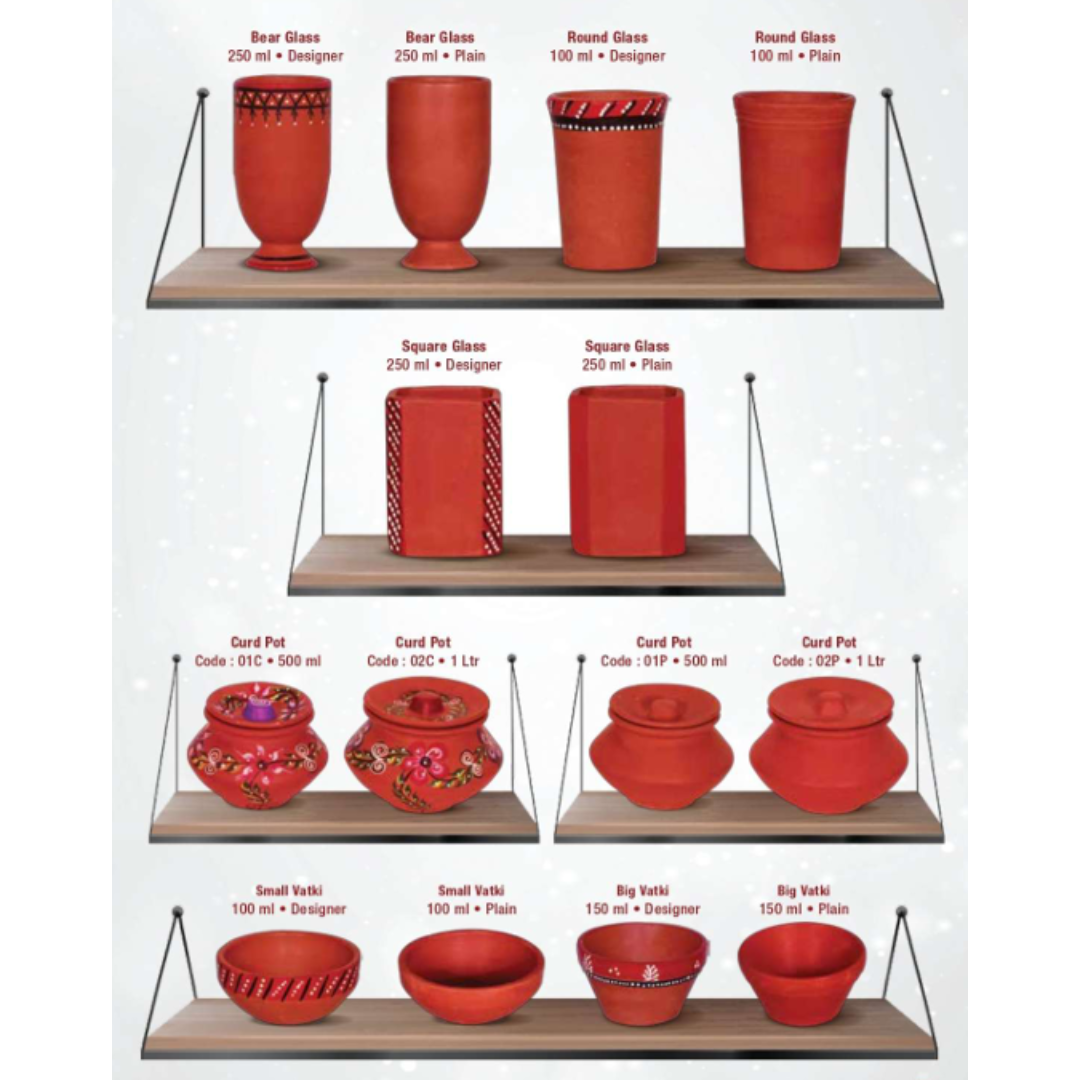 Bear Glass
250 ml • Designer
Bear Glass
250 ml • Plain
Round Glass
100 ml • Designer
Round Glass
100 ml • Plain
Square Glass
250 ml • Designer
Square Glass
250 ml • Plain
Curd Pot
Code : 01C • 500 ml
Curd Pot
Code : 02C • 1 Ltr
Curd Pot
Code : 01P • 500 ml
Curd Pot
Code : 02P • 1 Ltr
Small Vatki
100 ml • Designer
Small Vatki
100 ml • Plain
Big Vatki
150 ml • Designer
Big Vatki
150 ml • Plain